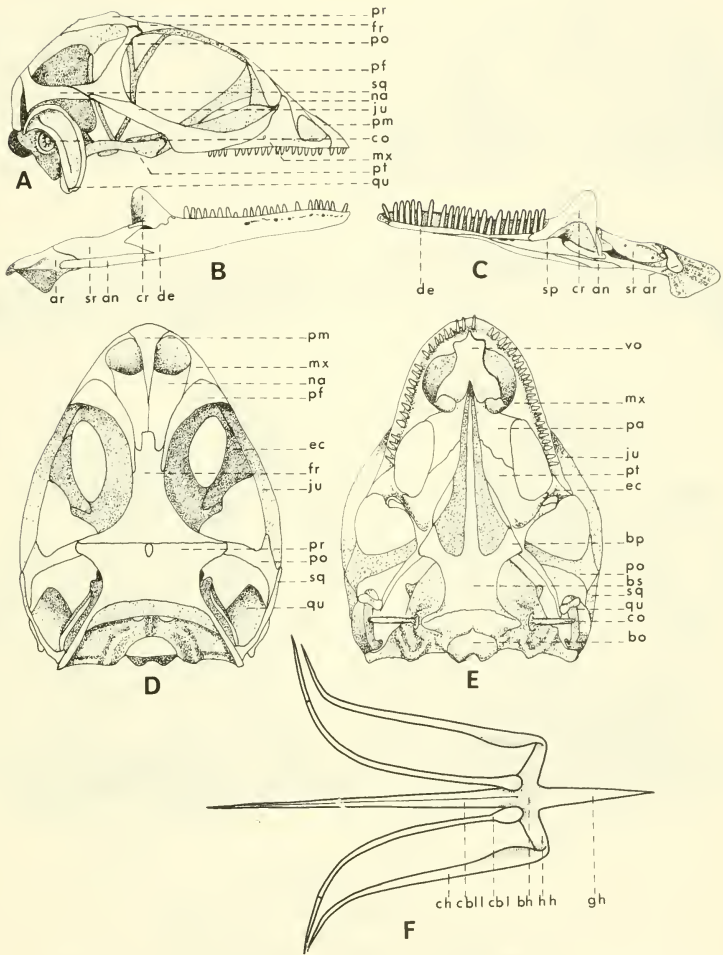 pr
fr
po
pf
sq
na
ju
pm
co
mx
pt
qu
A
ar sr an cr de
B
de sp cr an sr ar
C
pm
mx
na
pf
ec
fr
ju
pr
po
sq
qu
D
vo
mx
pa
ju
pt
ec
bp
po
bs
sq
qu
co
bo
E
ch cbII cbI bh hh gh
F